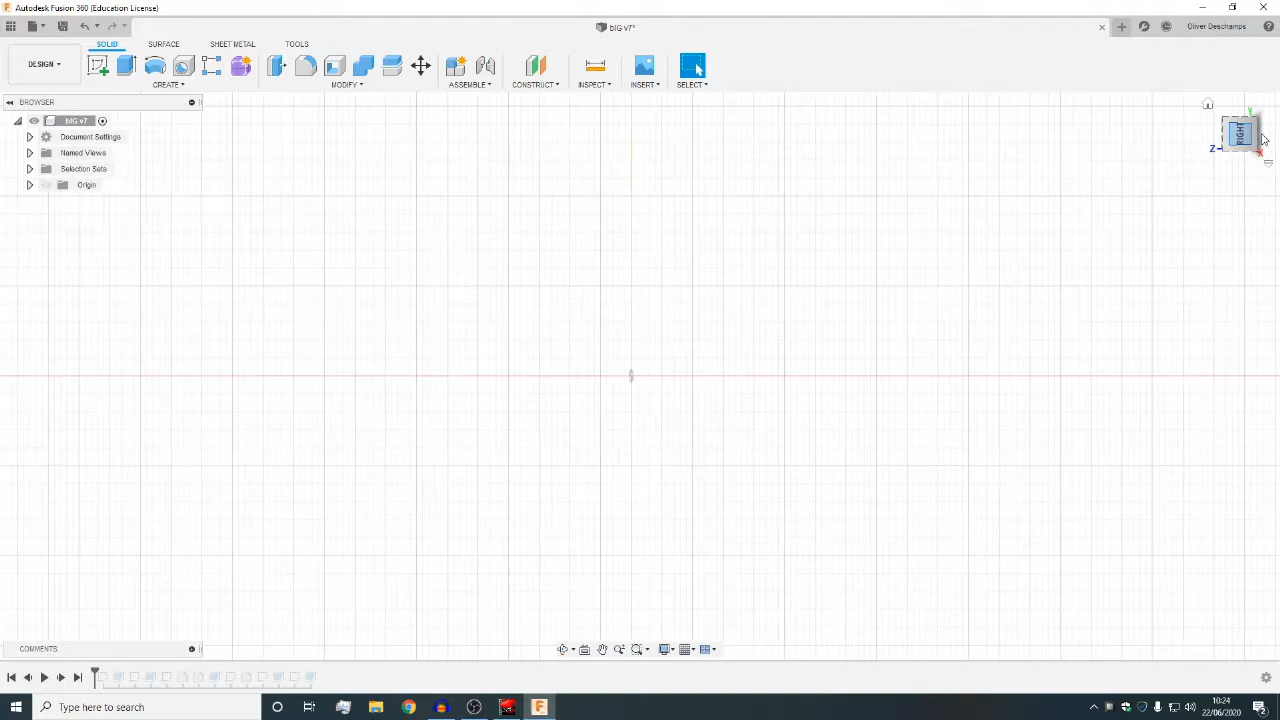 Autodesk Fusion 360 (Education License)
bIG v7*
Oliver Deschamps
SOLID SURFACE SHEET METAL TOOLS
DESIGN
CREATE MODIFY ASSEMBLE CONSTRUCT INSPECT INSERT SELECT
BROWSER
bIG v7
Document Settings
Named Views
Selection Sets
Origin
Y
RIGHT
Z
X
COMMENTS
Type here to search
10:24
22/06/2020
2